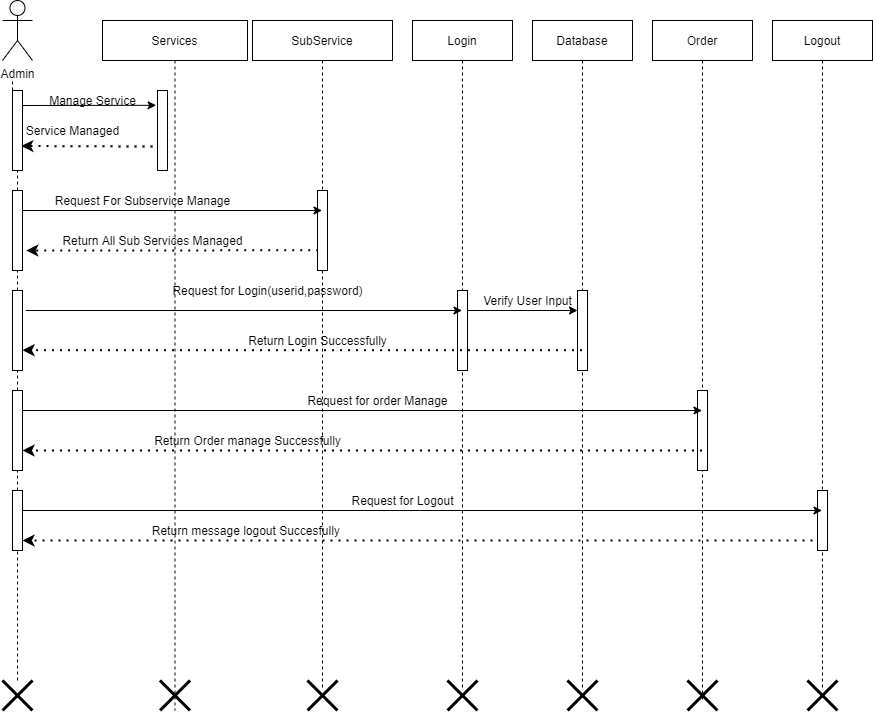 Services
SubService
Login
Database
Order
Logout
Admin
Manage Service
Service Managed
Request For Subservice Manage
Return All Sub Services Managed
Request for Login(userid,password)
Verify User Input
Return Login Successfully
Request for order Manage
Return Order manage Successfully
Request for Logout
Return message logout Succesfully